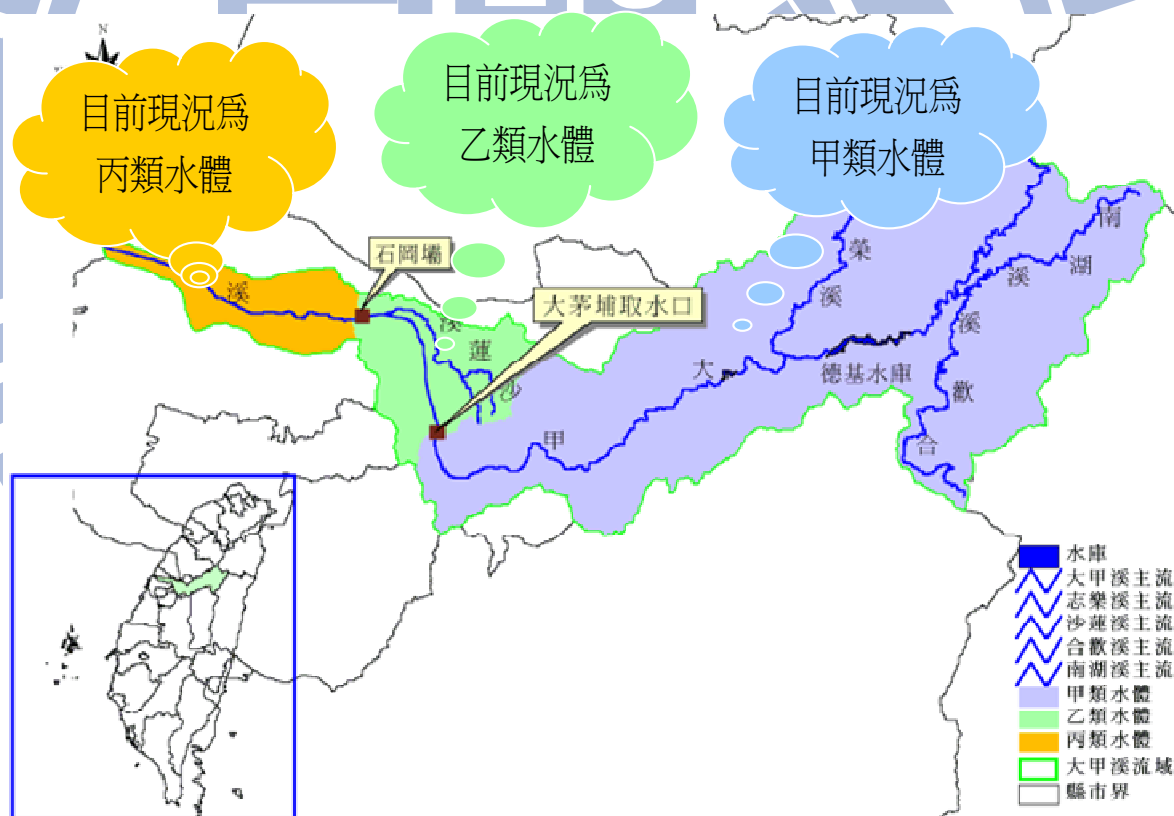 N
目前現況為
丙類水體
目前現況為
乙類水體
目前現況為
甲類水體
石岡壩
大茅埔取水口
溪
溪
蓮
沙
大
甲
樂
溪
德基水庫
南
湖
溪
溪
歡
合
水庫
大甲溪主流
志樂溪主流
沙蓮溪主流
合歡溪主流
南湖溪主流
甲類水體
乙類水體
丙類水體
大甲溪流域
縣市界